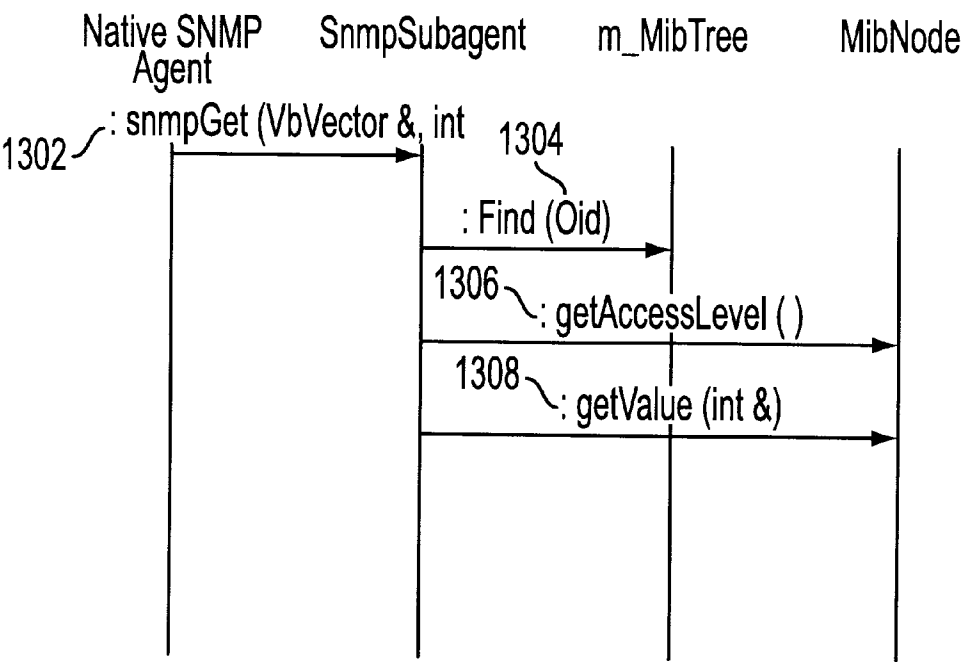 Native SNMP Agent SnmpSubagent m_MibTree MibNode
: snmpGet (VbVector &, int
1302
1304
: Find (Oid)
1306
: getAccessLevel ( )
1308
: getValue (int &)